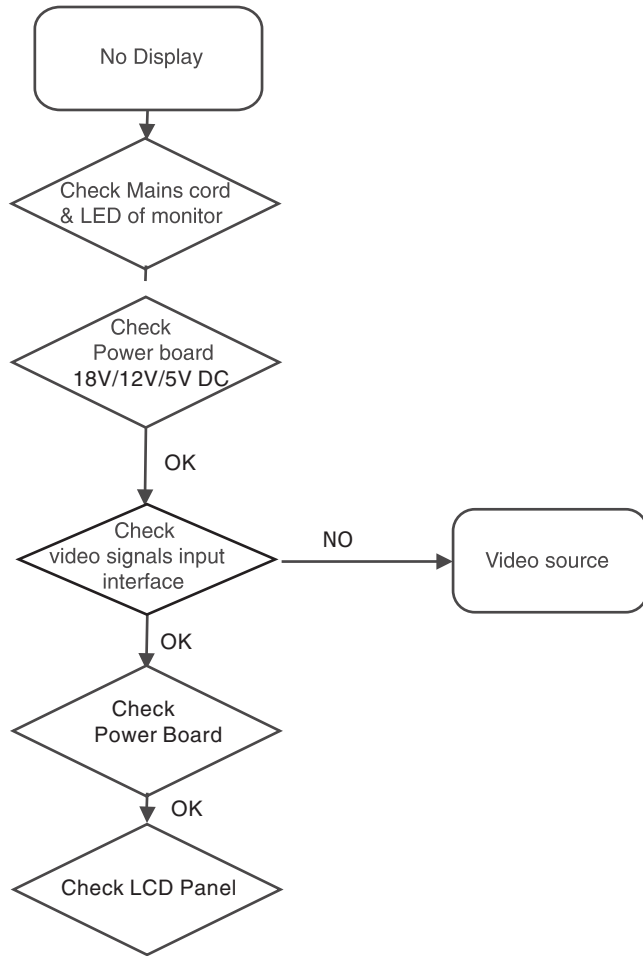 No Display
Check Mains cord
& LED of monitor
Check
Power board
18V/12V/5V DC
OK
Check
video signals input
interface
NO
Video source
OK
Check
Power Board
OK
Check LCD Panel